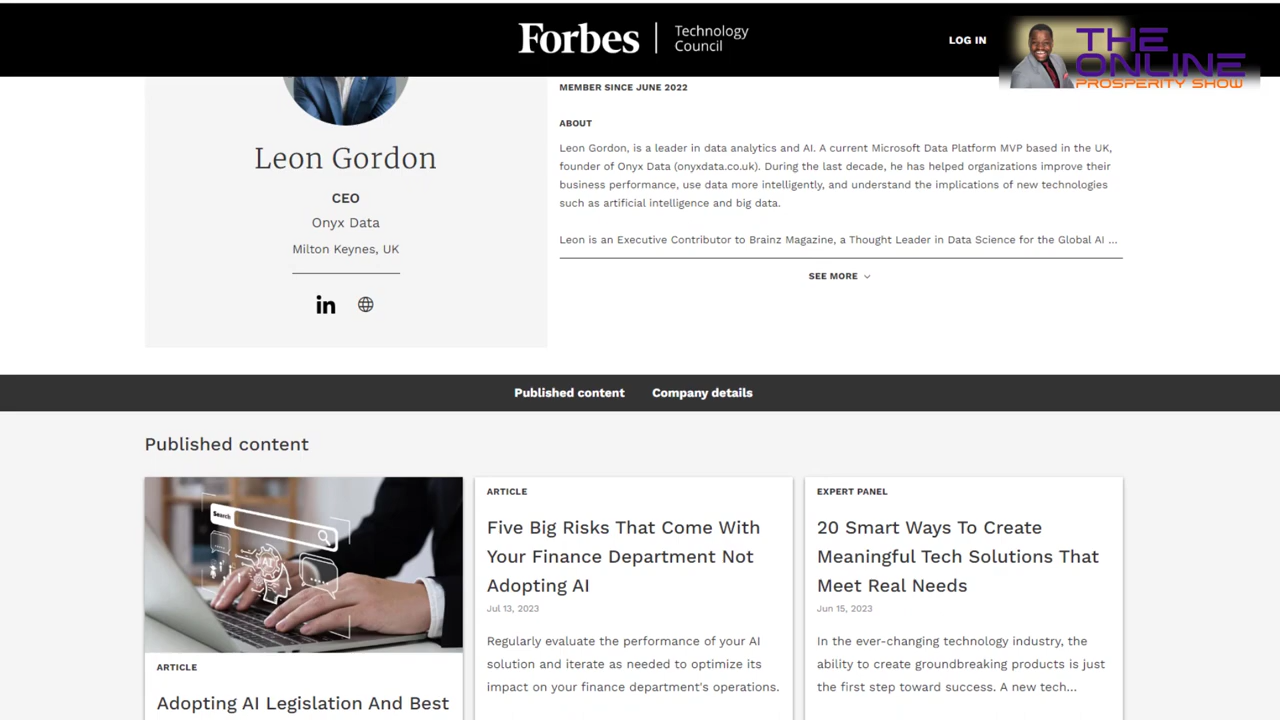 Forbes
Technology
Council
LOG IN
THE
ONLINE
PROSPERITY SHOW
MEMBER SINCE JUNE 2022
ABOUT
Leon Gordon, is a leader in data analytics and AI. A current Microsoft Data Platform MVP based in the UK,
founder of Onyx Data (onyxdata.co.uk). During the last decade, he has helped organizations improve their
business performance, use data more intelligently, and understand the implications of new technologies
such as artificial intelligence and big data.
Leon is an Executive Contributor to Brainz Magazine, a Thought Leader in Data Science for the Global AI ...
SEE MORE
Leon Gordon
CEO
Onyx Data
Milton Keynes, UK
in
Published content
Company details
Published content
Search
AI
ARTICLE
Adopting AI Legislation And Best
ARTICLE
Five Big Risks That Come With
Your Finance Department Not
Adopting AI
Jul 13, 2023
Regularly evaluate the performance of your AI
solution and iterate as needed to optimize its
impact on your finance department's operations.
EXPERT PANEL
20 Smart Ways To Create
Meaningful Tech Solutions That
Meet Real Needs
Jun 15, 2023
In the ever-changing technology industry, the
ability to create groundbreaking products is just
the first step toward success. A new tech...